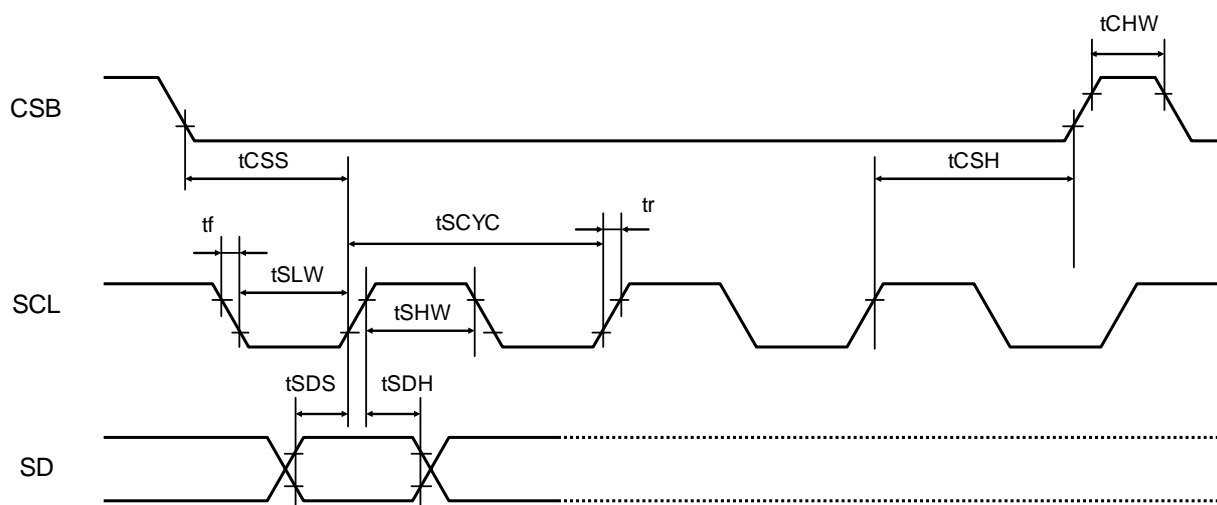 tCHW
CSB
tCSS
tCSH
tf
tSCYC
tr
tSLW
SCL
tSHW
tSDS
tSDH
SD